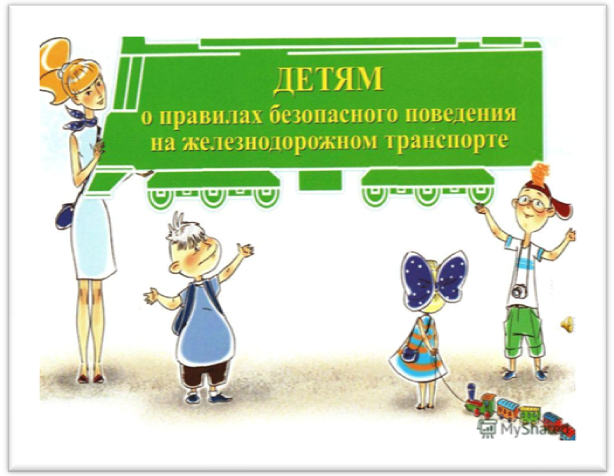 ДЕТЯМ
о правилах безопасного поведения
на железнодорожном транспорте
MyShared